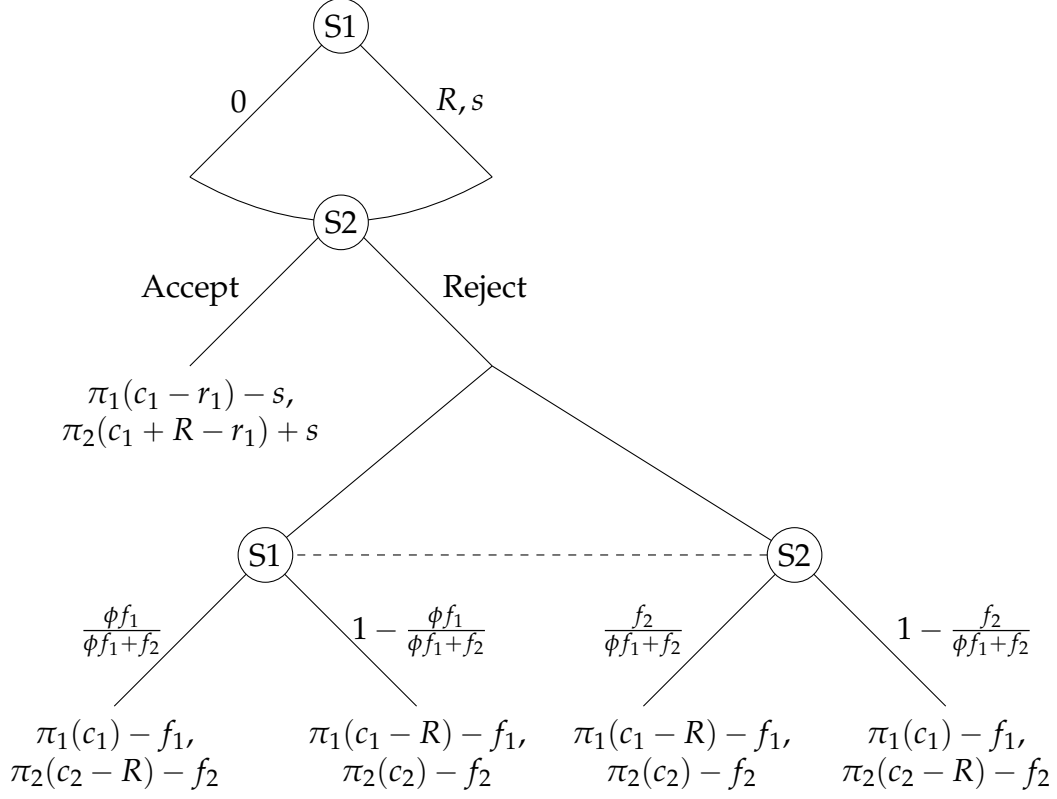 S1
0
R, s
S2
Accept
Reject
π₁(c₁ − r₁) − s,
π₂(c₁ + R − r₁) + s
S1
S2
ϕf₁/(ϕf₁+f₂)
1 − ϕf₁/(ϕf₁+f₂)
f₂/(ϕf₁+f₂)
1 − f₂/(ϕf₁+f₂)
π₁(c₁) − f₁,
π₂(c₂ − R) − f₂
π₁(c₁ − R) − f₁,
π₂(c₂) − f₂
π₁(c₁ − R) − f₁,
π₂(c₂) − f₂
π₁(c₁) − f₁,
π₂(c₂ − R) − f₂